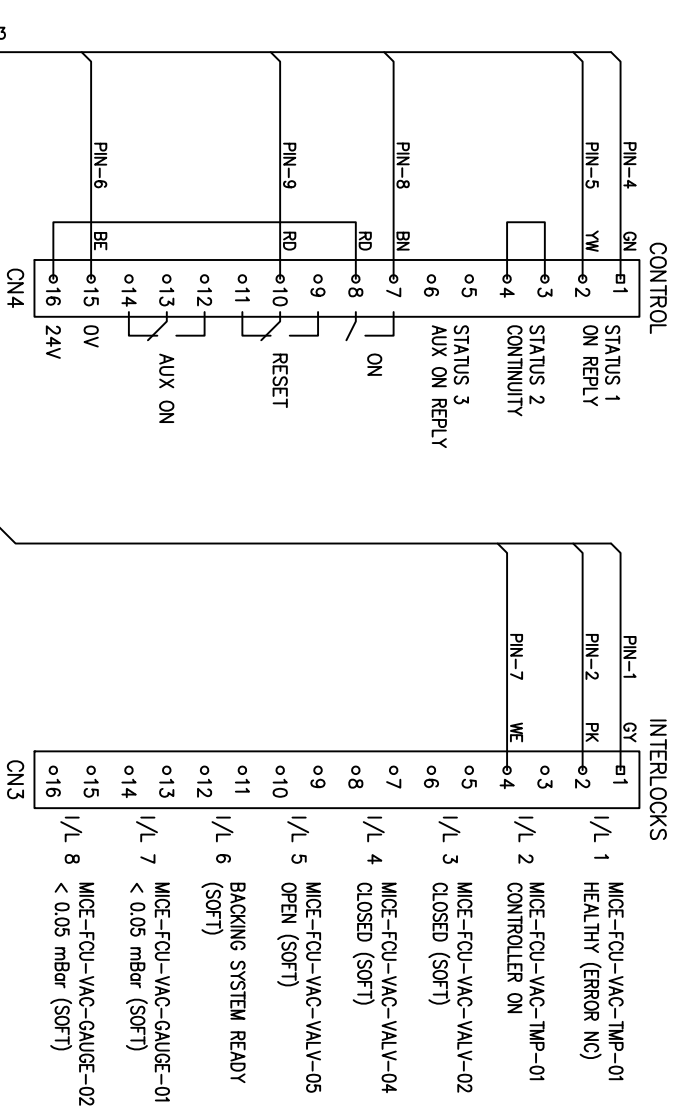 3
CONTROL
PIN-4 GN
PIN-5 YW
PIN-8 BN
RD
PIN-9 RD
PIN-6 BE
1
2
3
4
5
6
7
8
9
10
11
12
13
14
15
16
STATUS 1
ON REPLY
STATUS 2
CONTINUITY
STATUS 3
AUX ON REPLY
ON
RESET
AUX ON
0V
24V
CN4
INTERLOCKS
PIN-1 GY
PIN-2 PK
PIN-7 WE
1
2
3
4
5
6
7
8
9
10
11
12
13
14
15
16
I/L 1 MICE-FCU-VAC-TMP-01
HEALTHY (ERROR NC)
I/L 2 MICE-FCU-VAC-TMP-01
CONTROLLER ON
I/L 3 MICE-FCU-VAC-VALV-02
CLOSED (SOFT)
I/L 4 MICE-FCU-VAC-VALV-04
CLOSED (SOFT)
I/L 5 MICE-FCU-VAC-VALV-05
OPEN (SOFT)
I/L 6 BACKING SYSTEM READY
(SOFT)
I/L 7 MICE-FCU-VAC-GAUGE-01
< 0.05 mBar (SOFT)
I/L 8 MICE-FCU-VAC-GAUGE-02
< 0.05 mBar (SOFT)
CN3